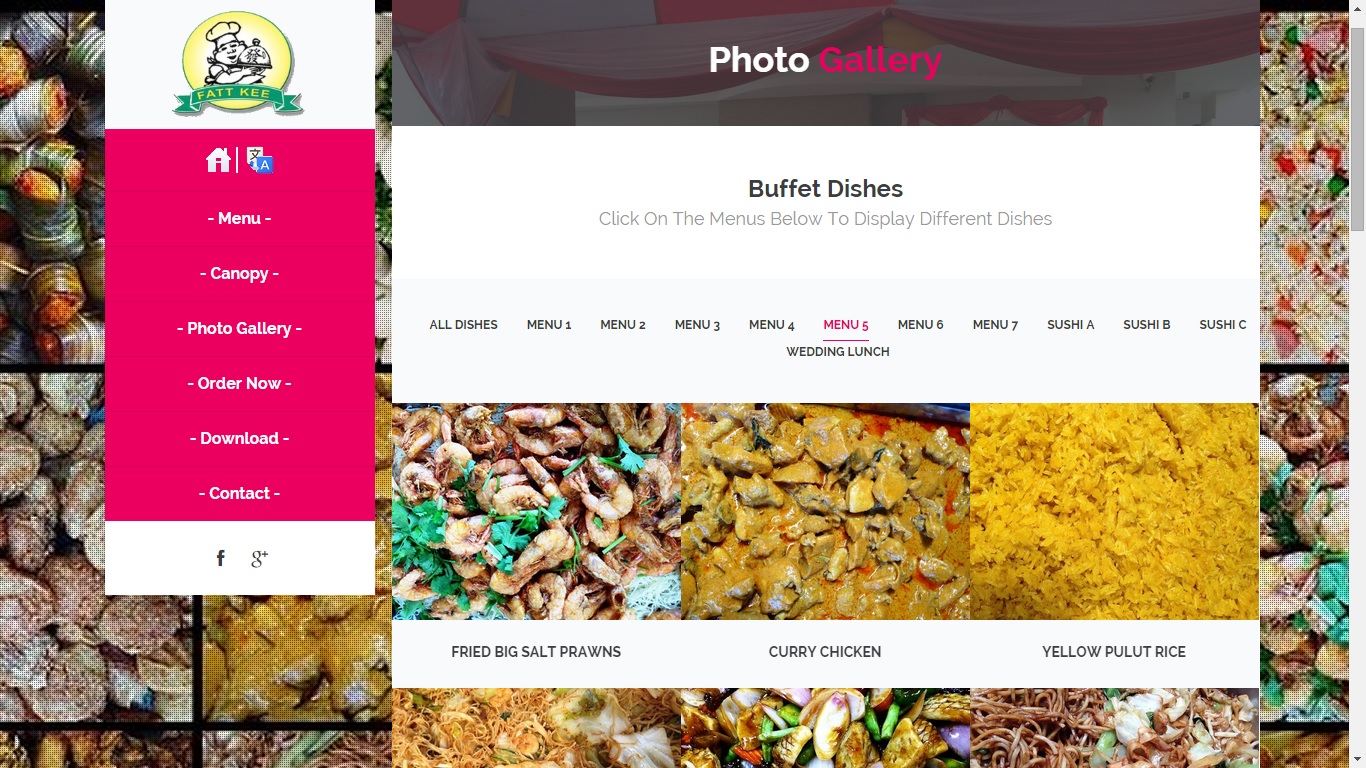 FATT KEE
文 A
- Menu -
- Canopy -
- Photo Gallery -
- Order Now -
- Download -
- Contact -
f g+
Photo Gallery
Buffet Dishes
Click On The Menus Below To Display Different Dishes
ALL DISHES MENU 1 MENU 2 MENU 3 MENU 4 MENU 5 MENU 6 MENU 7 SUSHI A SUSHI B SUSHI C
WEDDING LUNCH
FRIED BIG SALT PRAWNS CURRY CHICKEN YELLOW PULUT RICE